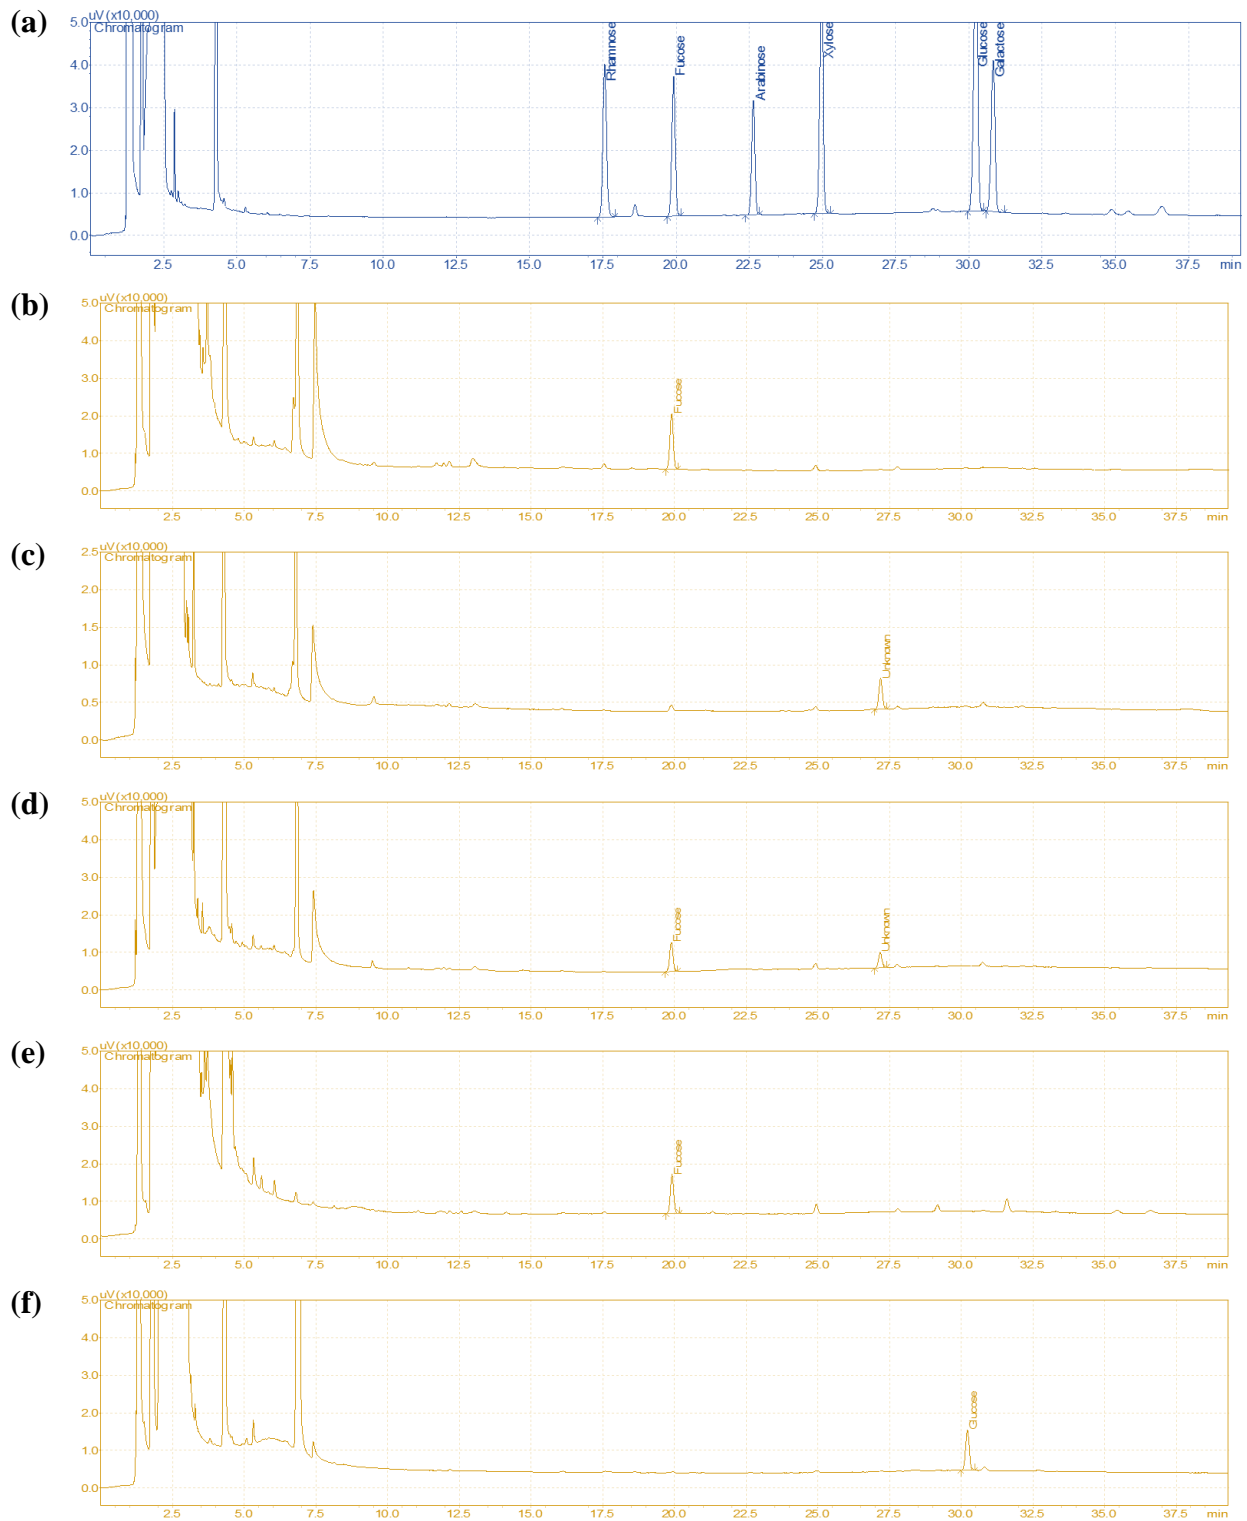 (a)
uV(x10,000)
5.0 Chromatogram
Rhamnose Fucose Arabinose Xylose Glucose Galactose
4.0
3.0
2.0
1.0
0.0
2.5 5.0 7.5 10.0 12.5 15.0 17.5 20.0 22.5 25.0 27.5 30.0 32.5 35.0 37.5 min
(b)
uV(x10,000)
5.0 Chromatogram
4.0
Fucose
3.0
2.0
1.0
0.0
2.5 5.0 7.5 10.0 12.5 15.0 17.5 20.0 22.5 25.0 27.5 30.0 32.5 35.0 37.5 min
(c)
uV(x10,000)
2.5 Chromatogram
2.0
1.5
Unknown
1.0
0.5
0.0
2.5 5.0 7.5 10.0 12.5 15.0 17.5 20.0 22.5 25.0 27.5 30.0 32.5 35.0 37.5 min
(d)
uV(x10,000)
5.0 Chromatogram
4.0
3.0
2.0
Fucose Unknown
1.0
0.0
2.5 5.0 7.5 10.0 12.5 15.0 17.5 20.0 22.5 25.0 27.5 30.0 32.5 35.0 37.5 min
(e)
uV(x10,000)
5.0 Chromatogram
4.0
3.0
Fucose
2.0
1.0
0.0
2.5 5.0 7.5 10.0 12.5 15.0 17.5 20.0 22.5 25.0 27.5 30.0 32.5 35.0 37.5 min
(f)
uV(x10,000)
5.0 Chromatogram
4.0
3.0
Glucose
2.0
1.0
0.0
2.5 5.0 7.5 10.0 12.5 15.0 17.5 20.0 22.5 25.0 27.5 30.0 32.5 35.0 37.5 min